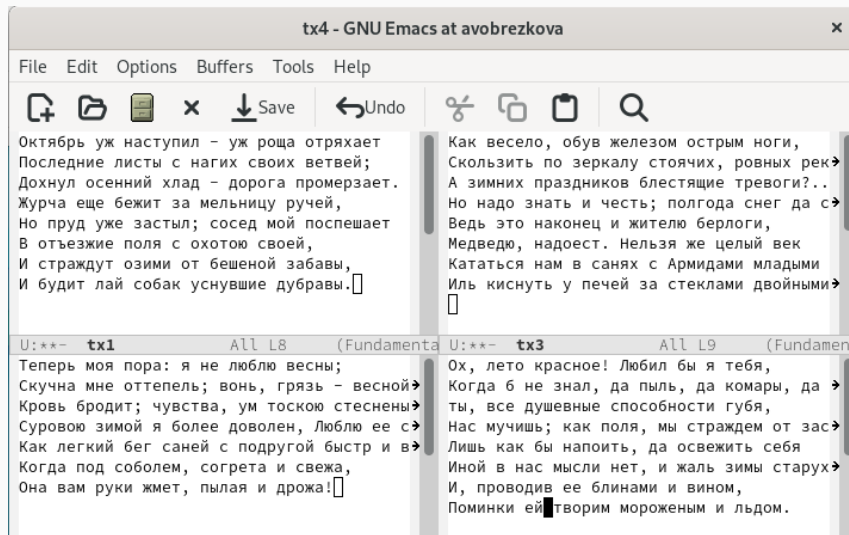 tx4 - GNU Emacs at avobrezkova
File Edit Options Buffers Tools Help
Save Undo
Октябрь уж наступил - уж роща отряхает
Последние листы с нагих своих ветвей;
Дохнул осенний хлад - дорога промерзает.
Журча еще бежит за мельницу ручей,
Но пруд уже застыл; сосед мой поспешает
В отъезжие поля с охотою своей,
И страждут озими от бешеной забавы,
И будит лай собак уснувшие дубравы.
U:**- tx1 All L8 (Fundamenta
Как весело, обув железом острым ноги,
Скользить по зеркалу стоячих, ровных рек
А зимних праздников блестящие тревоги?..
Но надо знать и честь; полгода снег да с
Ведь это наконец и жителю берлоги,
Медведю, надоест. Нельзя же целый век
Кататься нам в санях с Армидами младыми
Иль киснуть у печей за стеклами двойными
U:**- tx3 All L9 (Fundamen
Теперь моя пора: я не люблю весны;
Скучна мне оттепель; вонь, грязь - весной
Кровь бродит; чувства, ум тоскою стеснены
Суровою зимой я более доволен, Люблю ее с
Как легкий бег саней с подругой быстр и в
Когда под соболем, согрета и свежа,
Она вам руки жмет, пылая и дрожа!
Ох, лето красное! Любил бы я тебя,
Когда б не знал, да пыль, да комары, да
ты, все душевные способности губя,
Нас мучишь; как поля, мы страждем от зас
Лишь как бы напоить, да освежить себя
Иной в нас мысли нет, и жаль зимы старух
И, проводив ее блинами и вином,
Поминки ей творим мороженым и льдом.